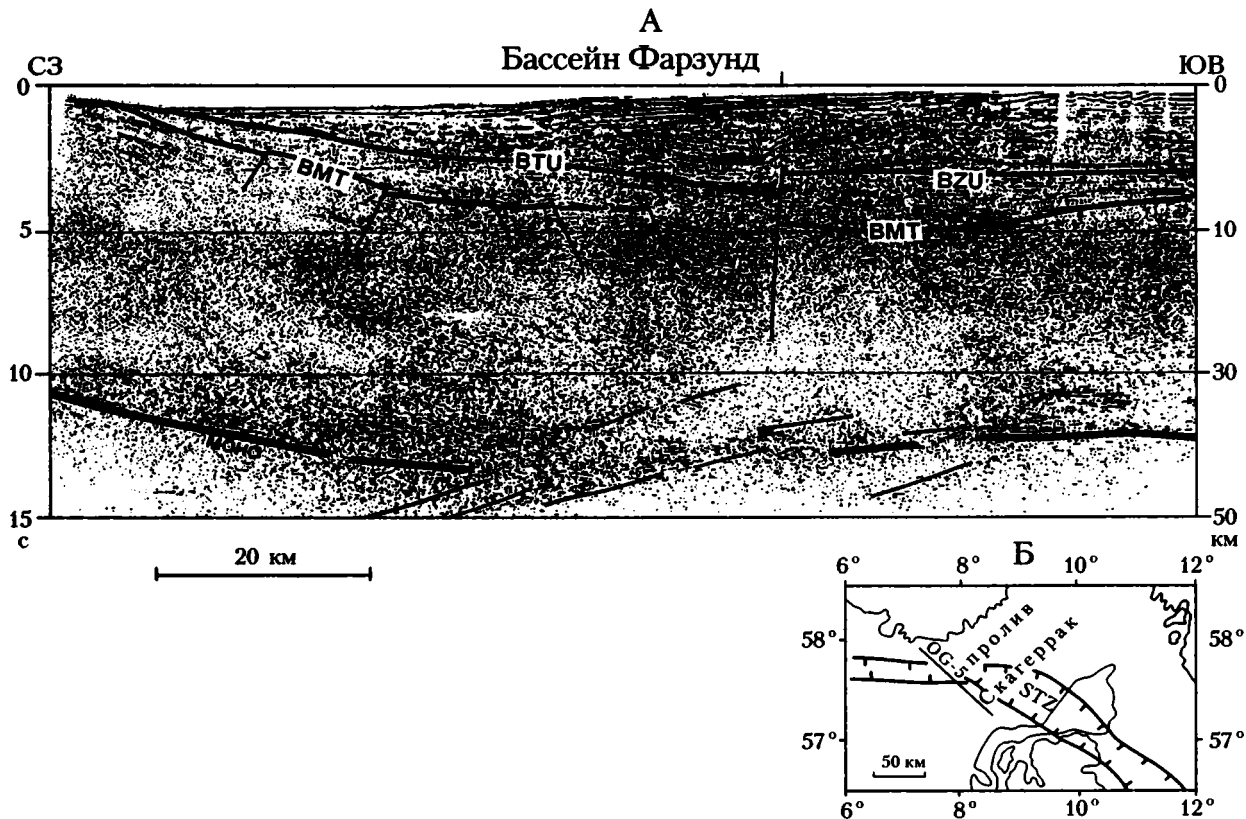 А
Бассейн Фарзунд
СЗ
ЮВ
0
0
BMT
BTU
BZU
BMT
5
10
10
30
15
50
с
км
20 км
Б
6° 8° 10° 12°
58°
58°
OG-5
пролив
Скагеррак
STZ
57°
57°
50 км
6° 8° 10° 12°